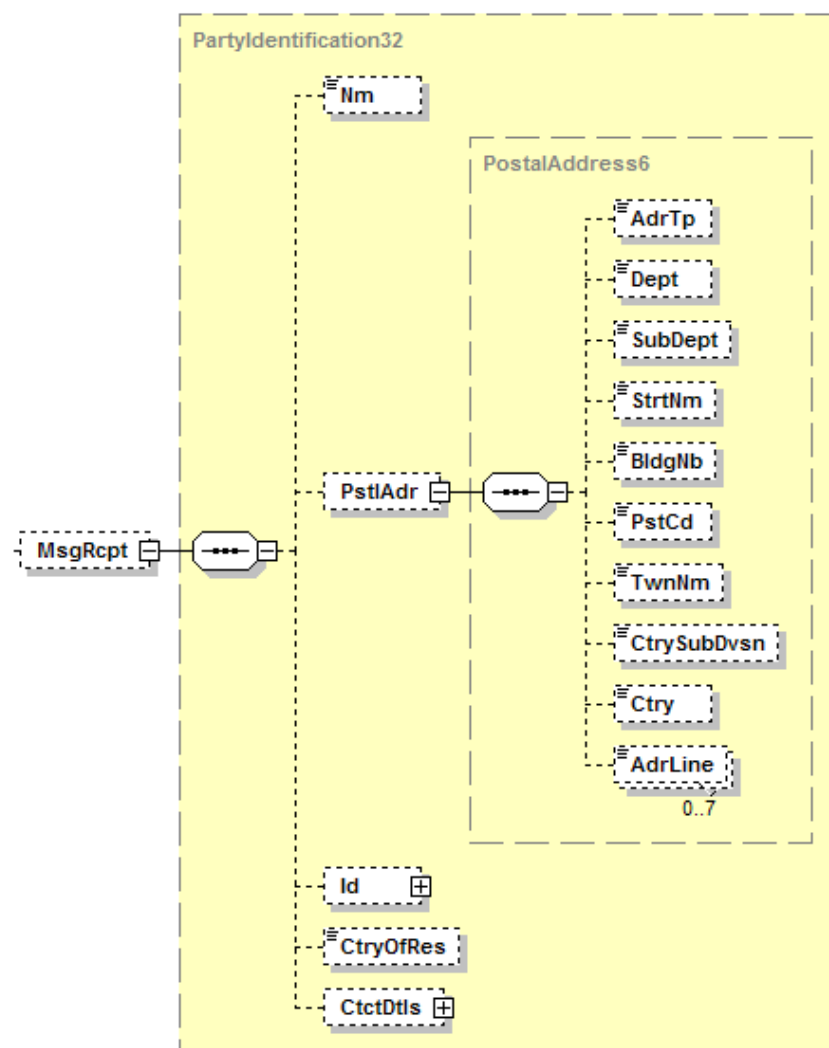 PartyIdentification32
Nm
PostalAddress6
AdrTp
Dept
SubDept
StrtNm
BldgNb
PstlAdr
PstCd
MsgRcpt
TwnNm
CtrySubDvsn
Ctry
AdrLine
0..7
Id
CtryOfRes
CtctDtls